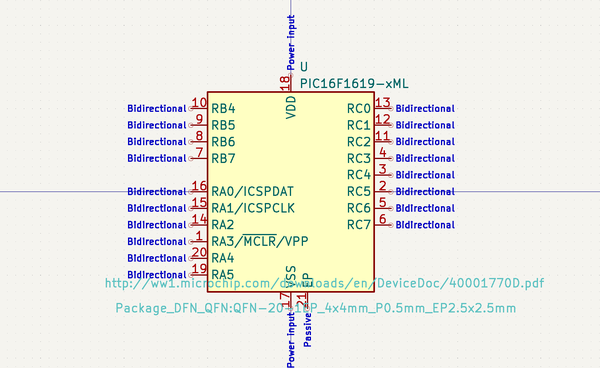 Power input
18
U
PIC16F1619-xML
VDD
Bidirectional 10 RB4 RC0 13 Bidirectional
Bidirectional 9 RB5 RC1 12 Bidirectional
Bidirectional 8 RB6 RC2 11 Bidirectional
Bidirectional 7 RB7 RC3 4 Bidirectional
RC4 3 Bidirectional
Bidirectional 16 RA0/ICSPDAT RC5 2 Bidirectional
Bidirectional 15 RA1/ICSPCLK RC6 5 Bidirectional
Bidirectional 14 RA2 RC7 6 Bidirectional
Bidirectional 1 RA3/MCLR/VPP
Bidirectional 20 RA4
Bidirectional 19 RA5
VSS EP
http://ww1.microchip.com/downloads/en/DeviceDoc/40001770D.pdf
17 21
Package_DFN_QFN:QFN-20-1EP_4x4mm_P0.5mm_EP2.5x2.5mm
Power input Passive